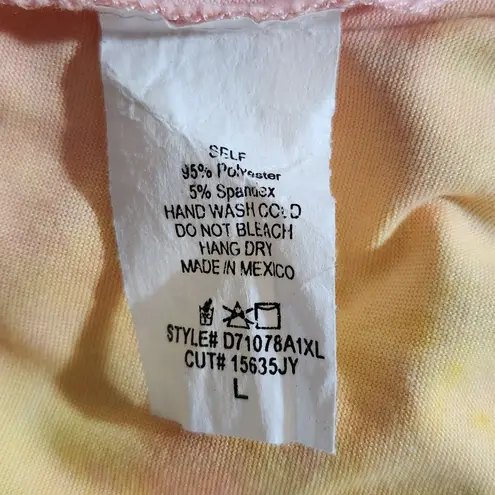 SELF
95% Polyester
5% Spandex
HAND WASH COLD
DO NOT BLEACH
HANG DRY
MADE IN MEXICO
STYLE# D71078A1XL
CUT# 15635JY
L